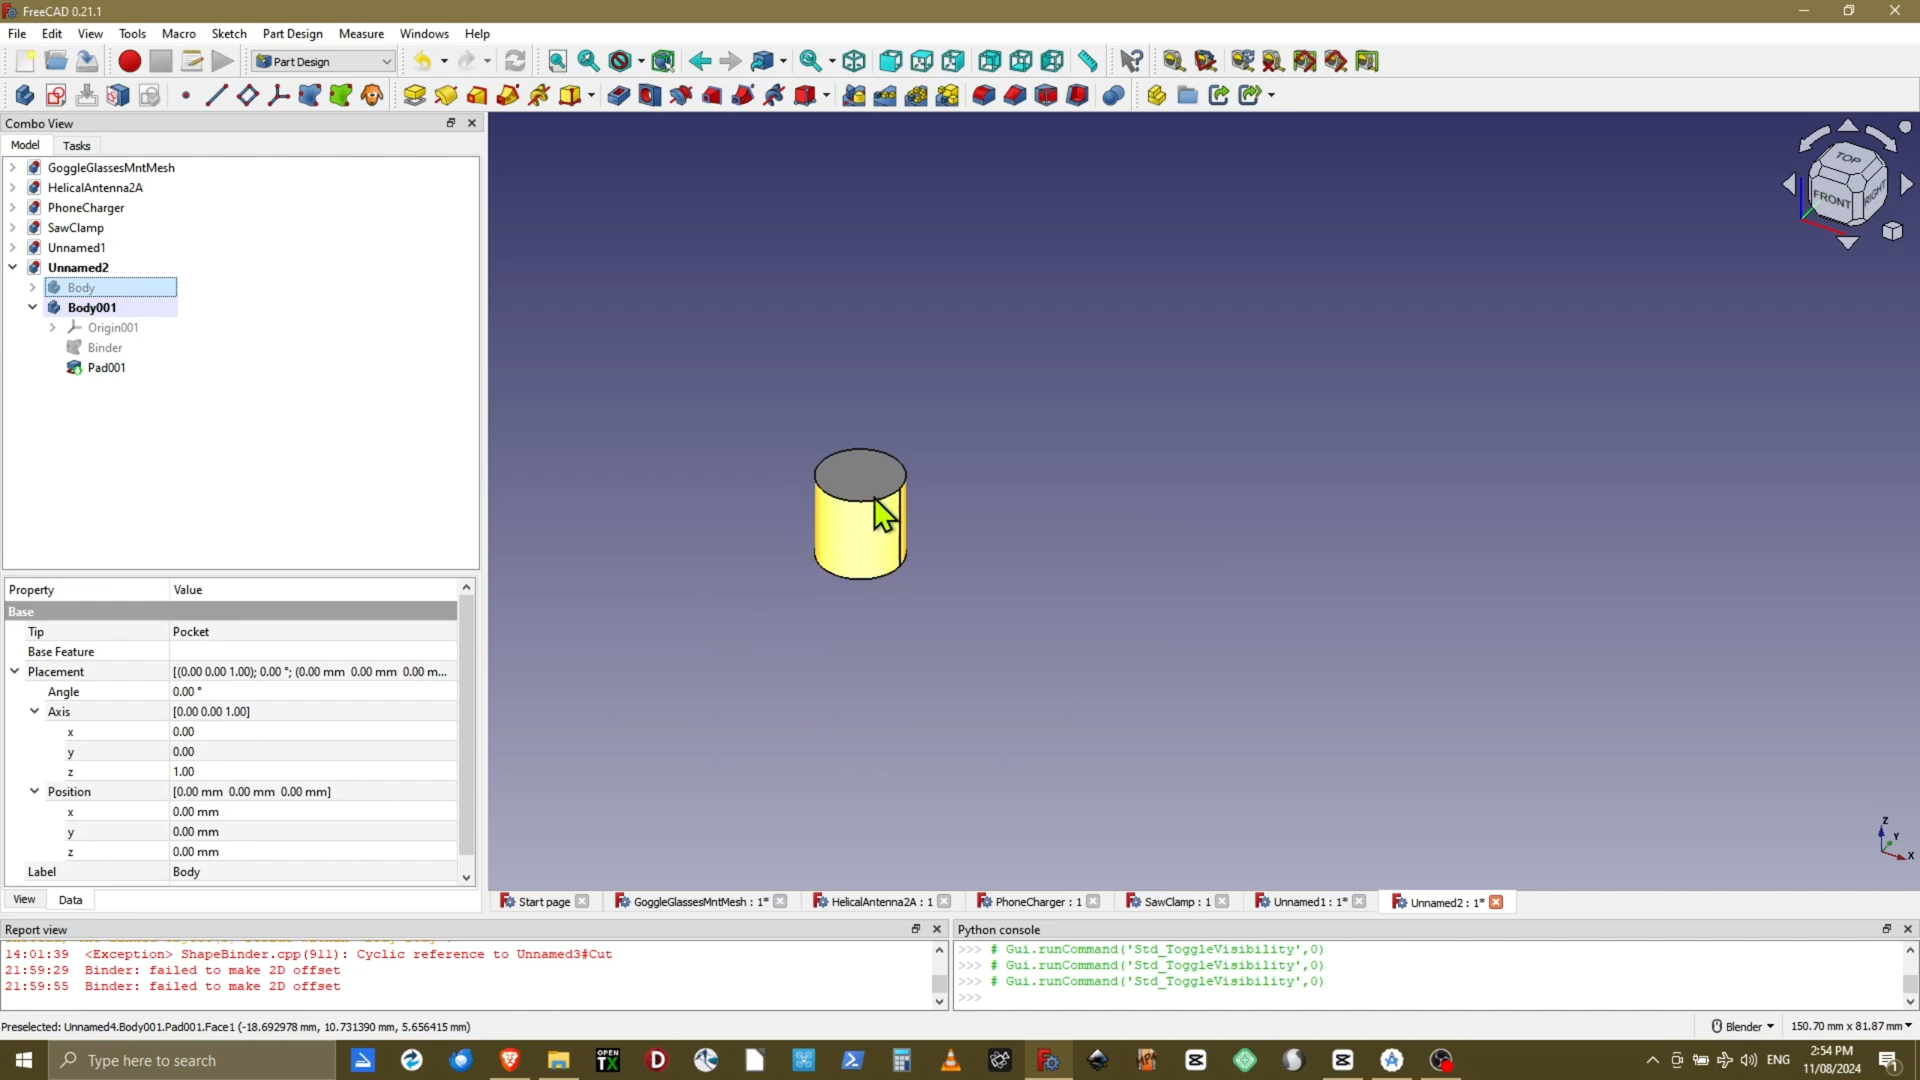 FreeCAD 0.21.1
File Edit View Tools Macro Sketch Part Design Measure Windows Help
Part Design
Combo View
Model Tasks
GoggleGlassesMntMesh
HelicalAntenna2A
PhoneCharger
SawClamp
Unnamed1
Unnamed2
Body
Body001
Origin001
Binder
Pad001
TOP
FRONT
RIGHT
Property Value
Base
Tip Pocket
Base Feature
Placement [(0.00 0.00 1.00); 0.00 °; (0.00 mm 0.00 mm 0.00 m...
Angle 0.00 °
Axis [0.00 0.00 1.00]
x 0.00
y 0.00
z 1.00
Position [0.00 mm 0.00 mm 0.00 mm]
x 0.00 mm
y 0.00 mm
z 0.00 mm
Label Body
View Data
Z
Y
X
Start page GoggleGlassesMntMesh : 1* HelicalAntenna2A : 1 PhoneCharger : 1 SawClamp : 1 Unnamed1 : 1* Unnamed2 : 1*
Report view
14:01:39 <Exception> ShapeBinder.cpp(911): Cyclic reference to Unnamed3#Cut
21:59:29 Binder: failed to make 2D offset
21:59:55 Binder: failed to make 2D offset
Python console
>>> # Gui.runCommand('Std_ToggleVisibility',0)
>>> # Gui.runCommand('Std_ToggleVisibility',0)
>>> # Gui.runCommand('Std_ToggleVisibility',0)
>>>
Preselected: Unnamed4.Body001.Pad001.Face1 (-18.692978 mm, 10.731390 mm, 5.656415 mm)
Blender 150.70 mm x 81.87 mm
Type here to search
OPEN
TX
D
ENG
2:54 PM
11/08/2024
1